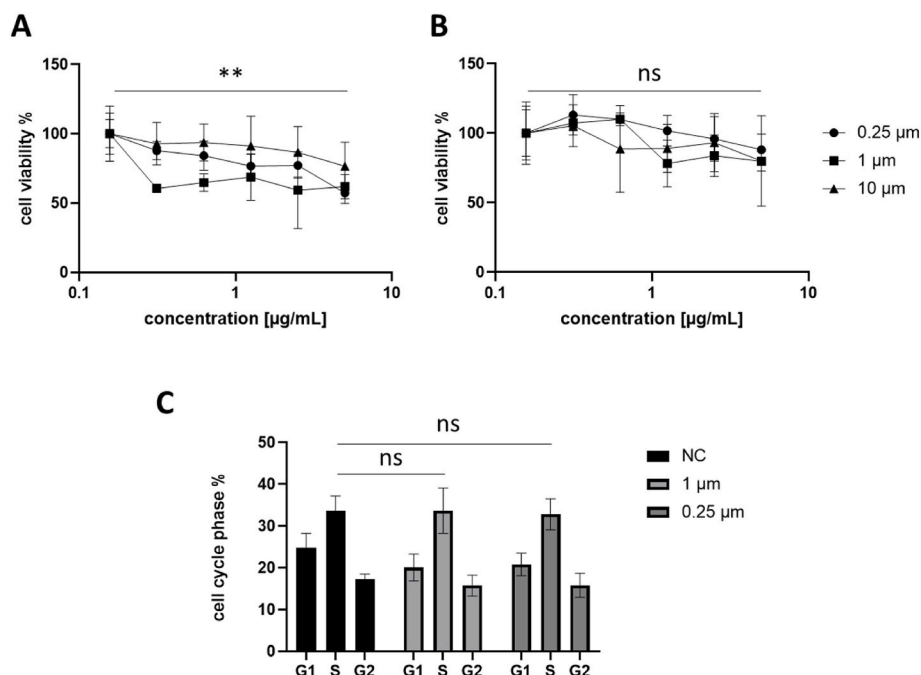 A
B
**
ns
150
100
50
0
cell viability %
0.1
1
10
concentration [µg/mL]
150
100
50
0
cell viability %
0.1
1
10
concentration [µg/mL]
0.25 µm
1 µm
10 µm
C
ns
ns
50
40
30
20
10
0
cell cycle phase %
G1 S G2 G1 S G2 G1 S G2
NC
1 µm
0.25 µm